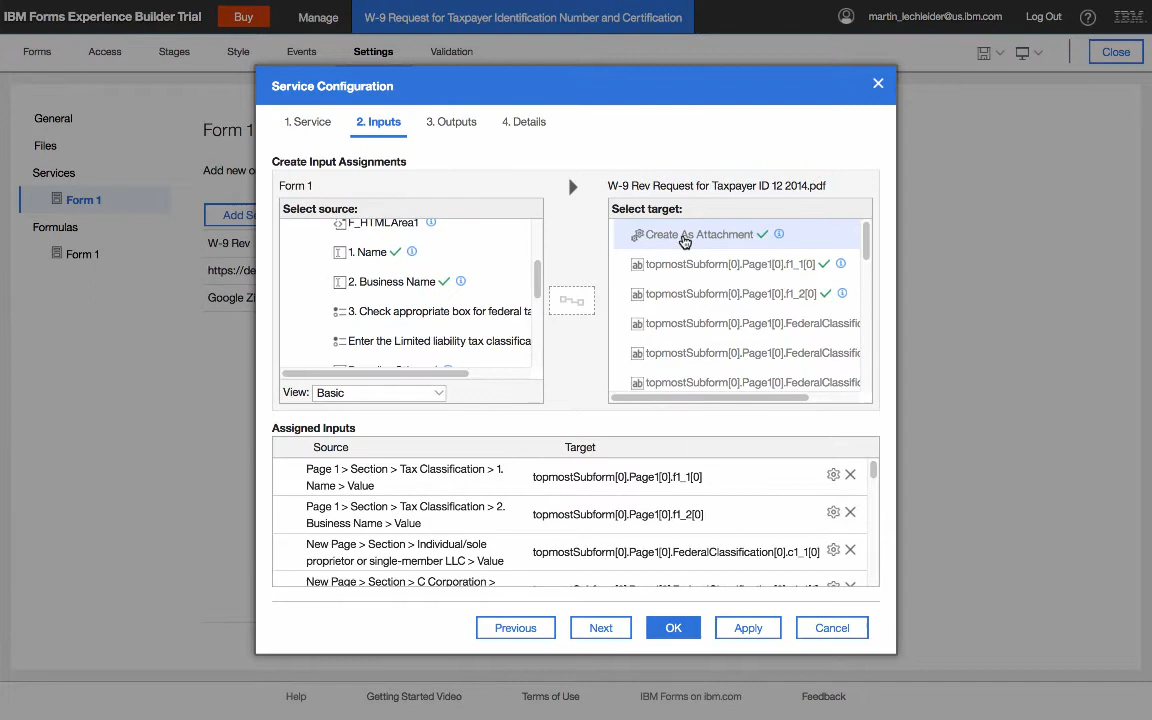 IBM Forms Experience Builder Trial
Buy
Manage
W-9 Request for Taxpayer Identification Number and Certification
martin_lechleider@us.ibm.com
Log Out
?
IBM
Forms
Access
Stages
Style
Events
Settings
Validation
Close
General
Files
Services
Form 1
Formulas
Form 1
Form 1
Add new o
Add Se
W-9 Rev
https://de
Google Zi
Service Configuration
1. Service
2. Inputs
3. Outputs
4. Details
Create Input Assignments
Form 1
W-9 Rev Request for Taxpayer ID 12 2014.pdf
Select source:
F_HTMLArea1
1. Name
2. Business Name
3. Check appropriate box for federal ta
Enter the Limited liability tax classifica
View:
Basic
Select target:
Create As Attachment
topmostSubform[0].Page1[0].f1_1[0]
topmostSubform[0].Page1[0].f1_2[0]
topmostSubform[0].Page1[0].FederalClassific
topmostSubform[0].Page1[0].FederalClassific
topmostSubform[0].Page1[0].FederalClassific
Assigned Inputs
Source
Target
Page 1 > Section > Tax Classification > 1.
Name > Value
topmostSubform[0].Page1[0].f1_1[0]
Page 1 > Section > Tax Classification > 2.
Business Name > Value
topmostSubform[0].Page1[0].f1_2[0]
New Page > Section > Individual/sole
proprietor or single-member LLC > Value
topmostSubform[0].Page1[0].FederalClassification[0].c1_1[0]
New Page > Section > C Corporation >
Previous
Next
OK
Apply
Cancel
Help
Getting Started Video
Terms of Use
IBM Forms on ibm.com
Feedback